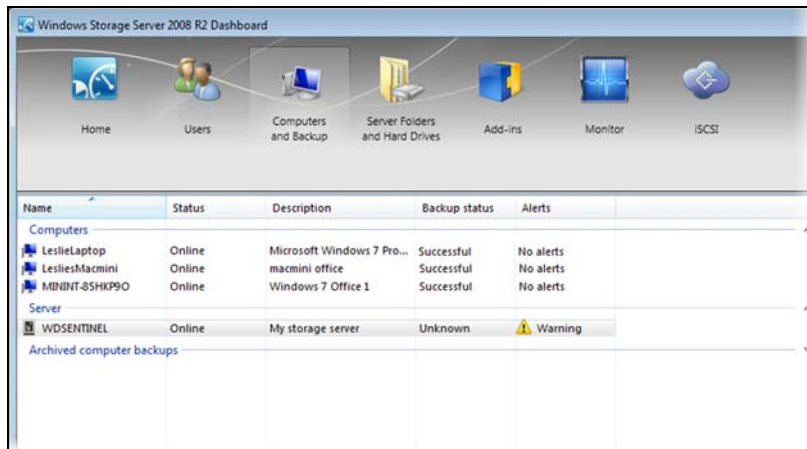 Windows Storage Server 2008 R2 Dashboard
Home Users Computers and Backup Server Folders and Hard Drives Add-ins Monitor iSCSI
Name Status Description Backup status Alerts
Computers
LeslieLaptop Online Microsoft Windows 7 Pro... Successful No alerts
LesliesMacmini Online macmini office Successful No alerts
MININT-85HKP9O Online Windows 7 Office 1 Successful No alerts
Server
WDSENTINEL Online My storage server Unknown Warning
Archived computer backups